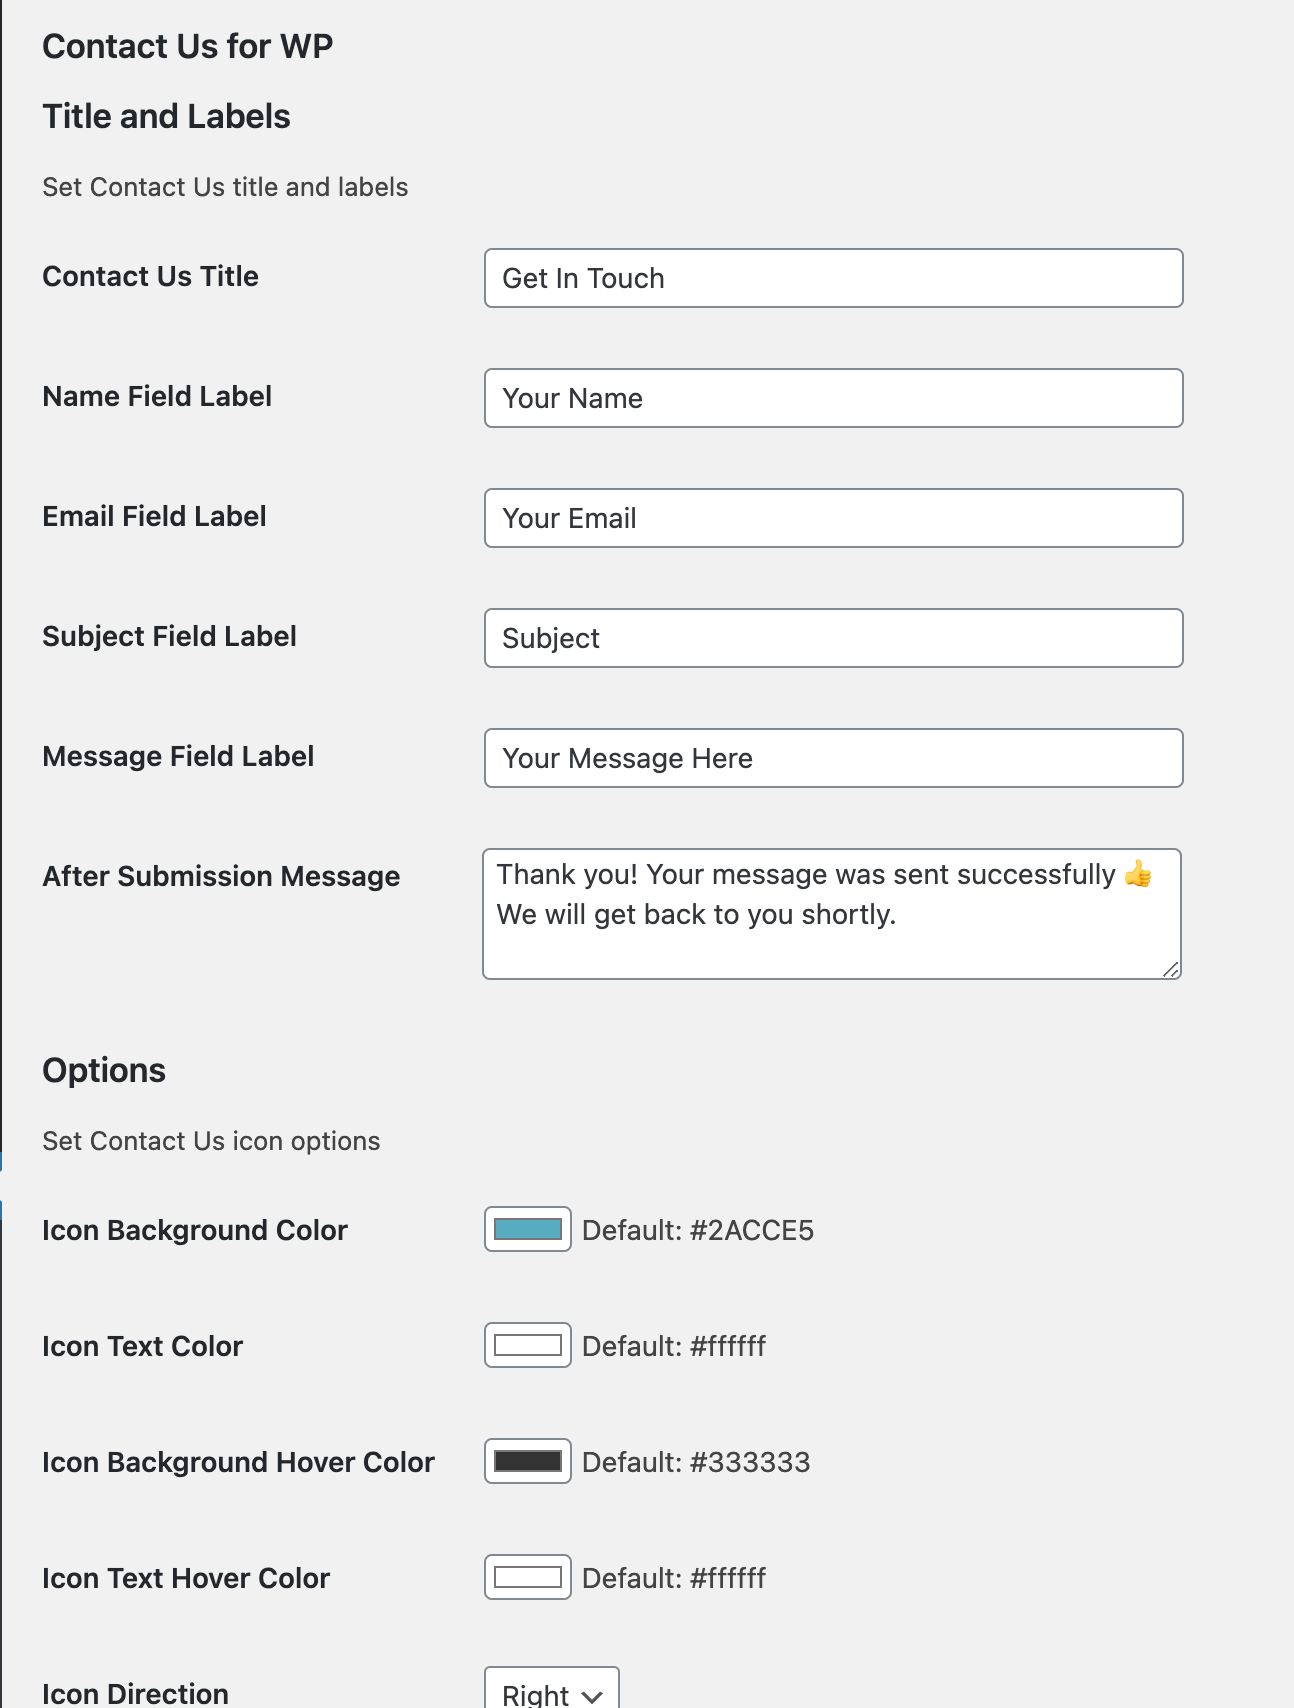 Contact Us for WP
Title and Labels
Set Contact Us title and labels
Contact Us Title
Get In Touch
Name Field Label
Your Name
Email Field Label
Your Email
Subject Field Label
Subject
Message Field Label
Your Message Here
After Submission Message
Thank you! Your message was sent successfully 👍
We will get back to you shortly.
Options
Set Contact Us icon options
Icon Background Color
Default: #2ACCE5
Icon Text Color
Default: #ffffff
Icon Background Hover Color
Default: #333333
Icon Text Hover Color
Default: #ffffff
Icon Direction
Right